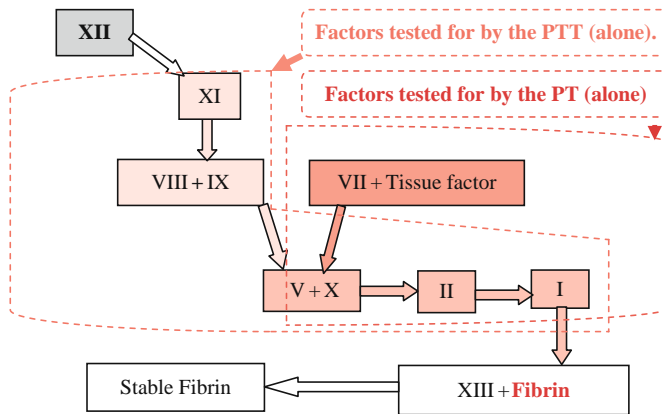 XII
Factors tested for by the PTT (alone).
XI
Factors tested for by the PT (alone)
VIII + IX
VII + Tissue factor
V + X
II
I
Stable Fibrin
XIII + Fibrin